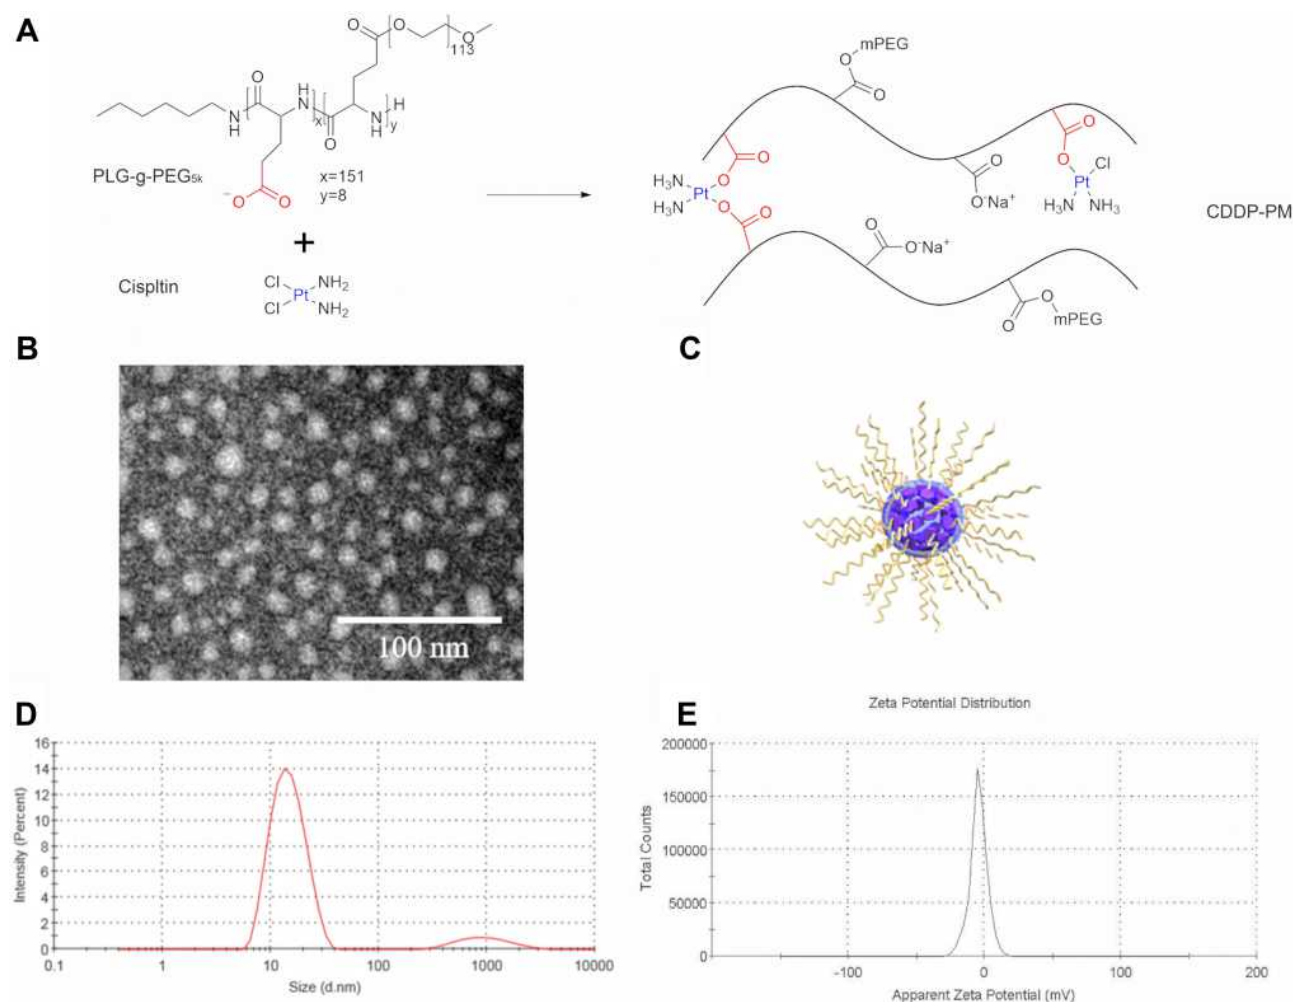 A
O
O
O
113
O
H
N
H
N
H
O
x
O
N
H
H
y
PLG-g-PEG5k
x=151
y=8
-
O
O
+
Cispltin
Cl
NH2
Pt
Cl
NH2
mPEG
O
O
O
O
Cl
O
H3N
O
Pt
H3N
O
O
O-Na+
Pt
H3N
NH3
O
O
O-Na+
O
O
mPEG
CDDP-PM
B
100 nm
C
D
16
14
12
10
8
6
4
2
0
Intensity (Percent)
0.1
1
10
100
1000
10000
Size (d.nm)
E
Zeta Potential Distribution
200000
150000
100000
50000
0
Total Counts
-100
0
100
200
Apparent Zeta Potential (mV)